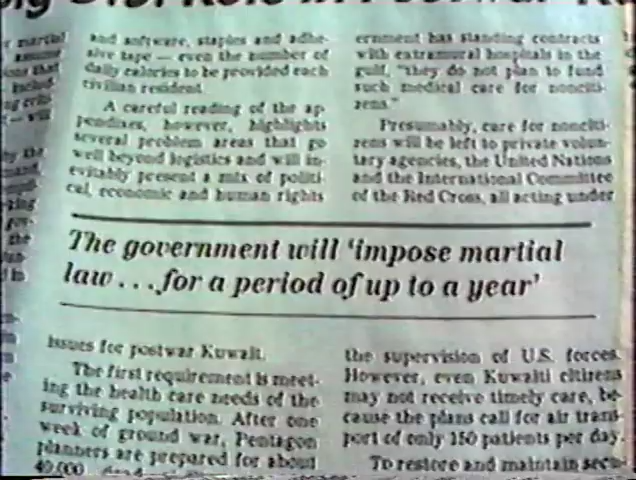 and software, staples and adhe-
sive tape — even the number of
daily calories to be provided each
civilian resident.
A careful reading of the ap-
pendixes, however, highlights
several problem areas that go
well beyond logistics and will in-
evitably present a mix of politi-
cal, economic and human rights
ernment has standing contracts
with extramural hospitals in the
gulf, "they do not plan to fund
such medical care for nonciti-
zens."
Presumably, care for nonciti-
zens will be left to private volun-
tary agencies, the United Nations
and the International Committee
of the Red Cross, all acting under
The government will 'impose martial
law...for a period of up to a year'
issues for postwar Kuwait.
The first requirement is meet-
ing the health care needs of the
surviving population. After one
week of ground war, Pentagon
planners are prepared for about
40,000
the supervision of U.S. forces.
However, even Kuwaiti citizens
may not receive timely care, be-
cause the plans call for air trans-
port of only 150 patients per day.
To restore and maintain secu-